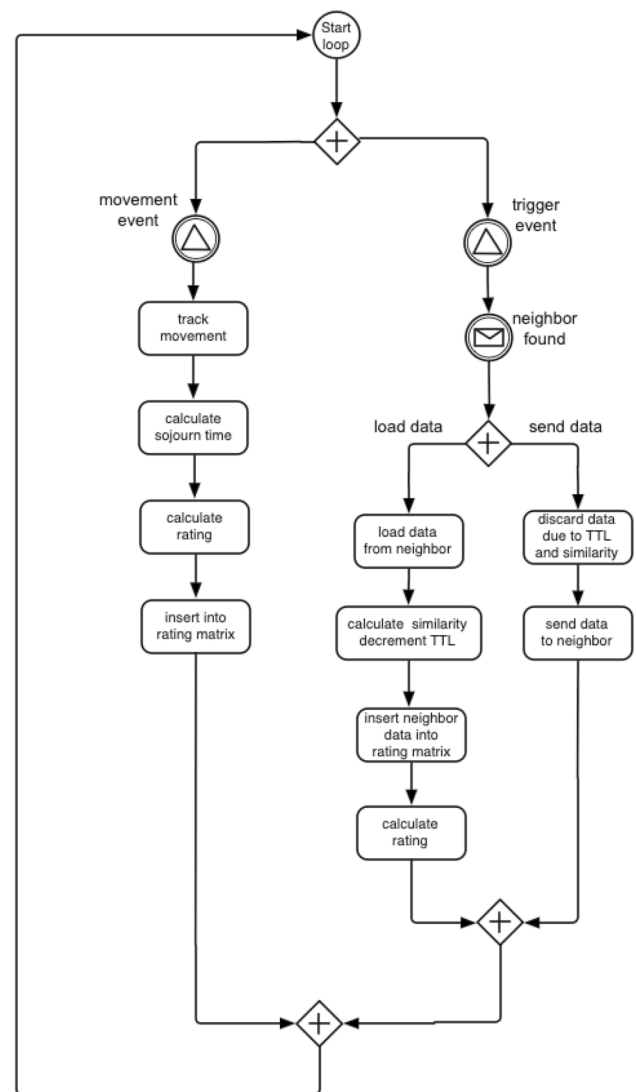 Start
loop
movement
event
trigger
event
track
movement
neighbor
found
calculate
sojourn time
load data
send data
calculate
rating
load data
from neighbor
discard data
due to TTL
and similarity
insert into
rating matrix
calculate similarity
decrement TTL
send data
to neighbor
insert neighbor
data into
rating matrix
calculate
rating